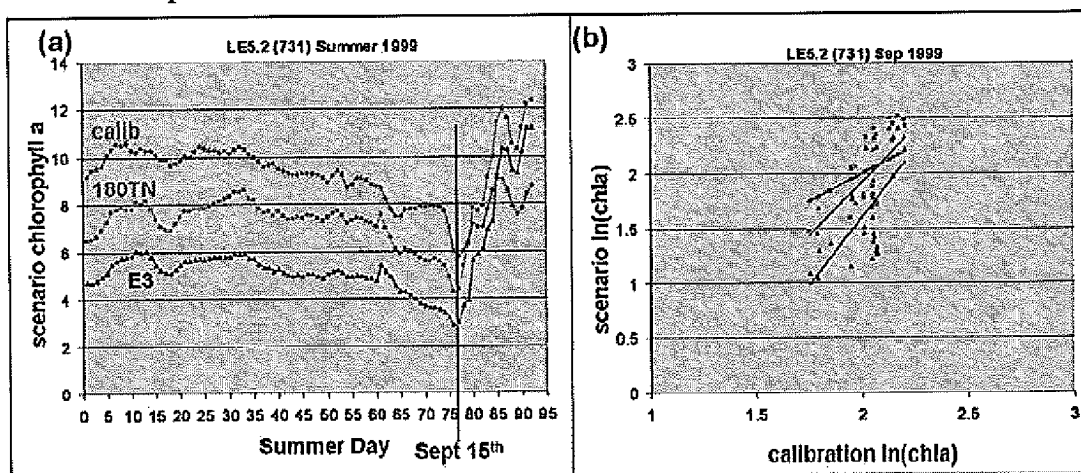 (a)
LE5.2 (731) Summer 1999
14
12
10
8
6
4
2
0
scenario chlorophyll a
calib
180TN
E3
0 5 10 15 20 25 30 35 40 45 50 55 60 65 70 75 80 85 90 95
Summer Day
Sept 15th
(b)
LE5.2 (731) Sep 1999
3
2.5
2
1.5
1
0.5
0
scenario ln(chla)
1 1.5 2 2.5 3
calibration ln(chla)